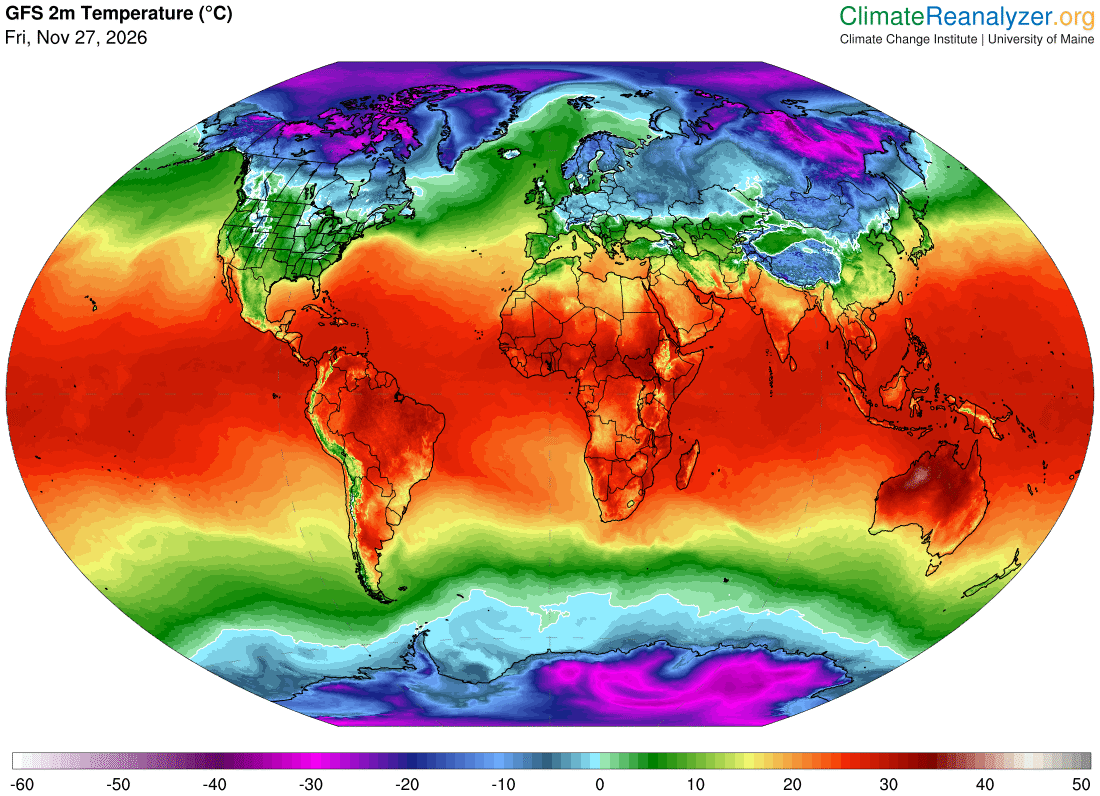 GFS 2m Temperature (°C)
Fri, Nov 27, 2026
ClimateReanalyzer.org
Climate Change Institute | University of Maine
-60 -50 -40 -30 -20 -10 0 10 20 30 40 50